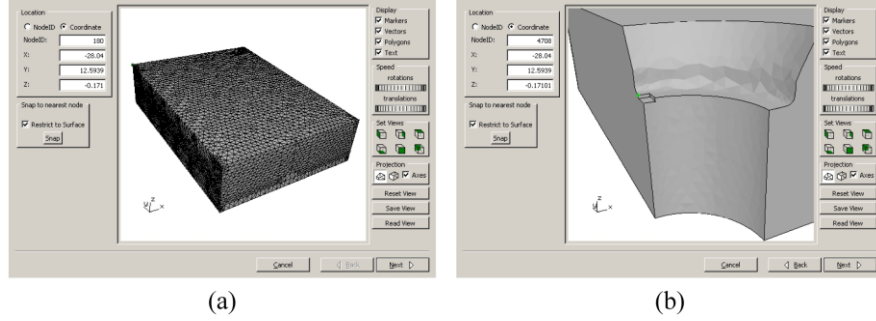 Location
NodeID Coordinate
NodeID: 180
X: -28.04
Y: 12.5939
Z: -0.171
Snap to nearest node
Restrict to Surface
Snap
z
y x
Display
Markers
Vectors
Polygons
Text
Speed
rotations
translations
Set Views
Projection
Axes
Reset View
Save View
Read View
Cancel
Back
Next
(a)
Location
NodeID Coordinate
NodeID: 4708
X: -28.04
Y: 12.5939
Z: -0.17101
Snap to nearest node
Restrict to Surface
Snap
z
x
Display
Markers
Vectors
Polygons
Text
Speed
rotations
translations
Set Views
Projection
Axes
Reset View
Save View
Read View
Cancel
Back
Next
(b)